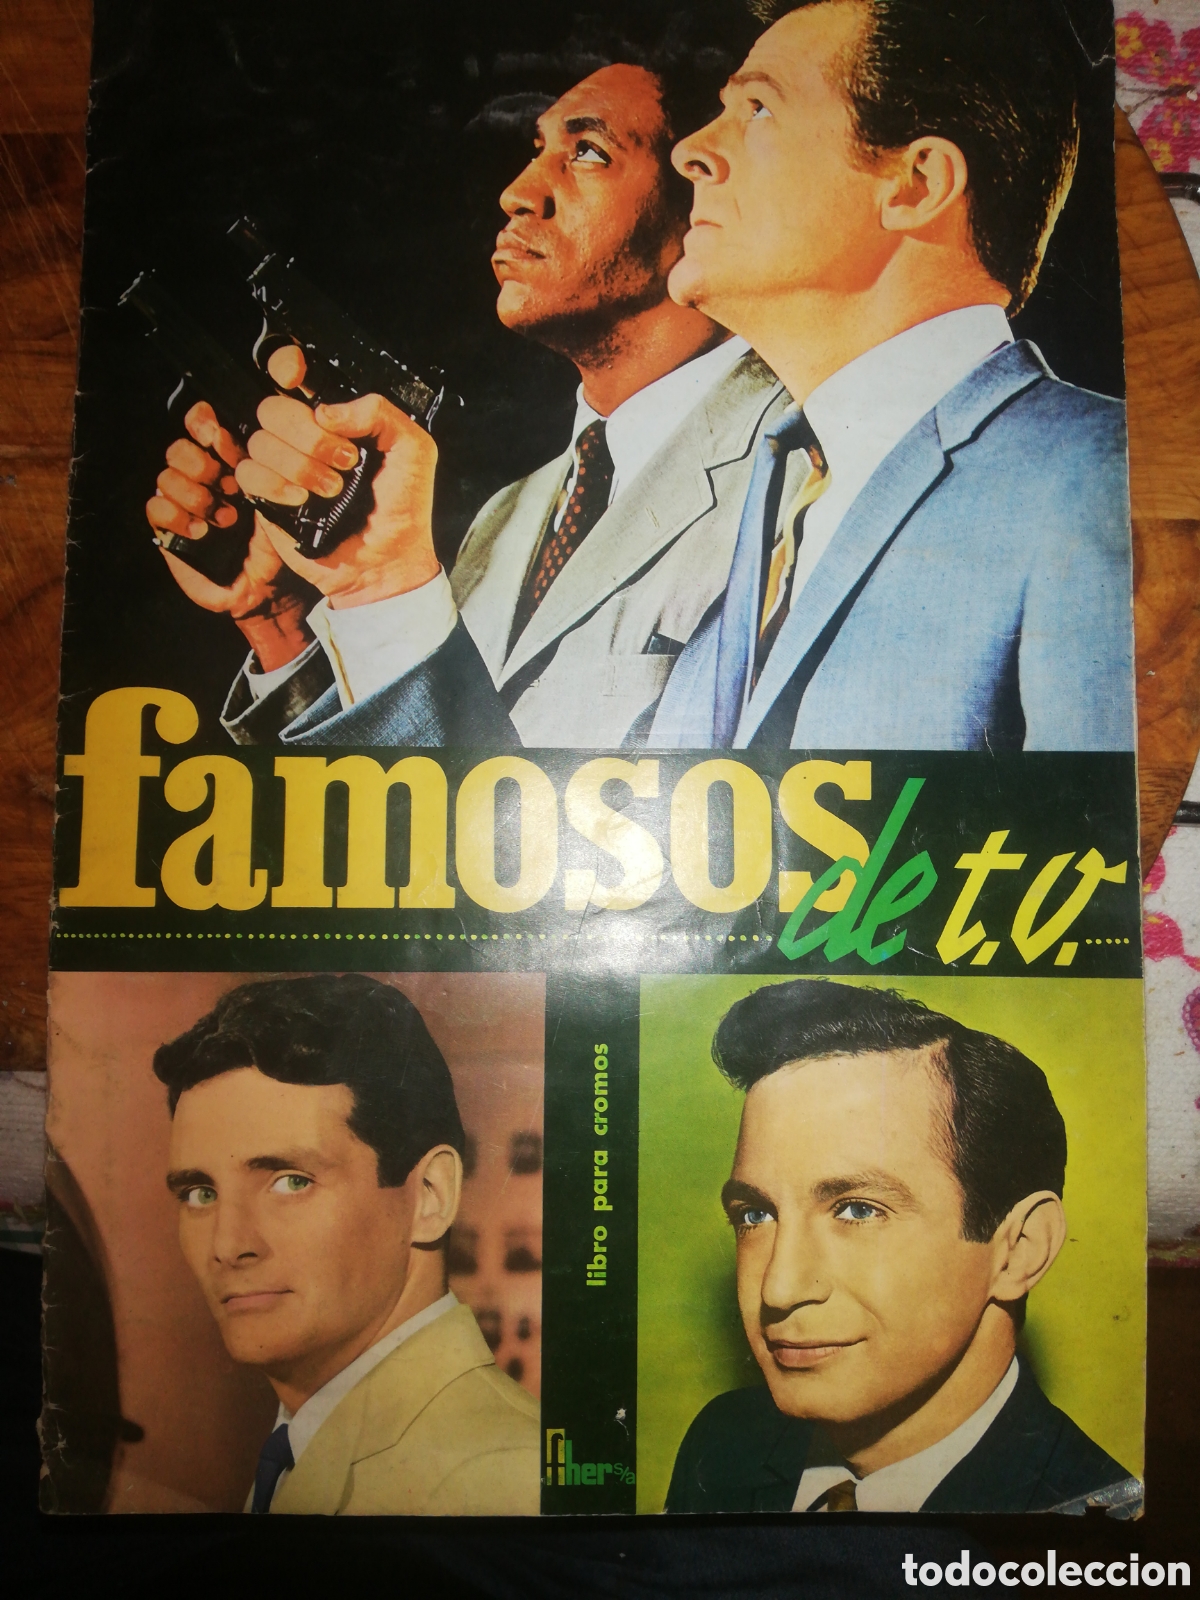 famosos
de t.v.
libro para cromos
fher s/a
todocoleccion